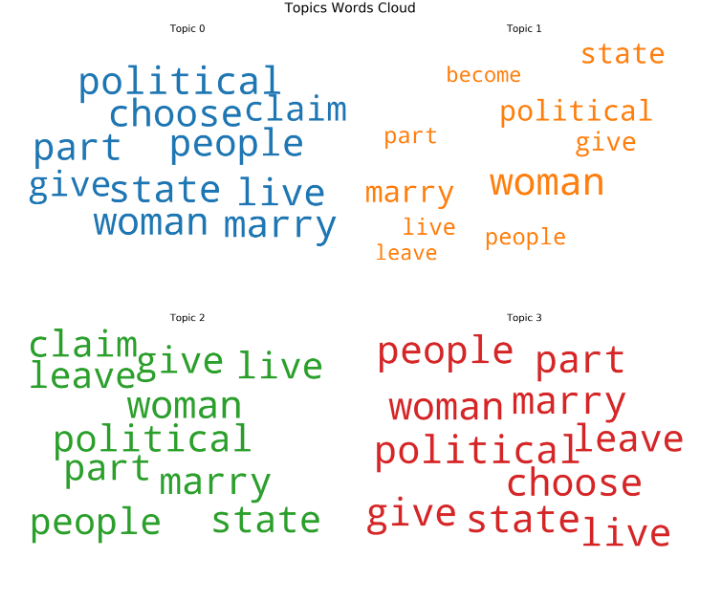 Topics Words Cloud
Topic 0
political
choose claim
part people
give state live
woman marry
Topic 1
state
become
political
part give
woman
marry
live
people
leave
Topic 2
claim
give live
leave
woman
political
part marry
people state
Topic 3
people part
woman marry
political leave
choose
give state live